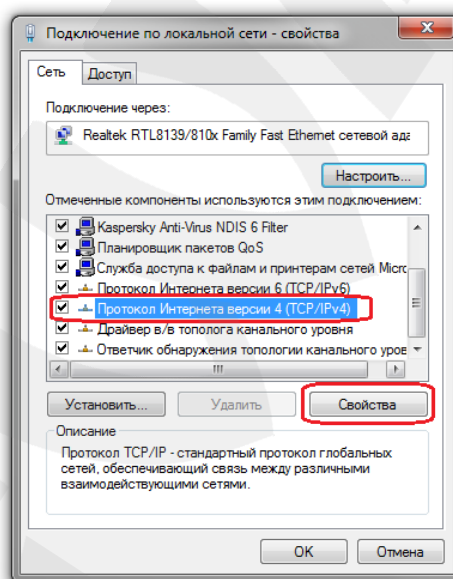 Подключение по локальной сети - свойства
Сеть
Доступ
Подключение через:
Realtek RTL8139/810x Family Fast Ethernet сетевой ада
Настроить...
Отмеченные компоненты используются этим подключением:
Kaspersky Anti-Virus NDIS 6 Filter
Планировщик пакетов QoS
Служба доступа к файлам и принтерам сетей Micro
Протокол Интернета версии 6 (TCP/IPv6)
Протокол Интернета версии 4 (TCP/IPv4)
Драйвер в/в тополога канального уровня
Ответчик обнаружения топологии канального уров
Установить...
Удалить
Свойства
Описание
Протокол TCP/IP - стандартный протокол глобальных
сетей, обеспечивающий связь между различными
взаимодействующими сетями.
OK
Отмена